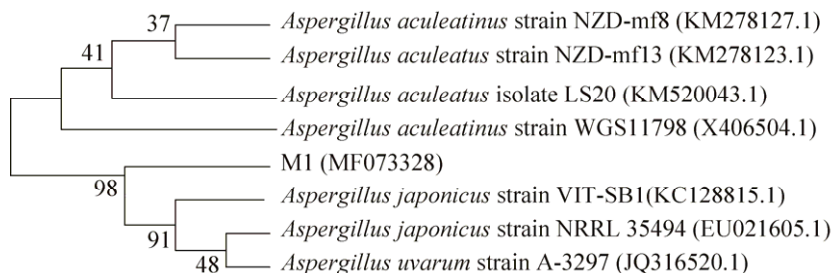 37
Aspergillus aculeatinus strain NZD-mf8 (KM278127.1)
41
Aspergillus aculeatus strain NZD-mf13 (KM278123.1)
Aspergillus aculeatus isolate LS20 (KM520043.1)
Aspergillus aculeatinus strain WGS11798 (X406504.1)
M1 (MF073328)
98
Aspergillus japonicus strain VIT-SB1(KC128815.1)
Aspergillus japonicus strain NRRL 35494 (EU021605.1)
91
48
Aspergillus uvarum strain A-3297 (JQ316520.1)